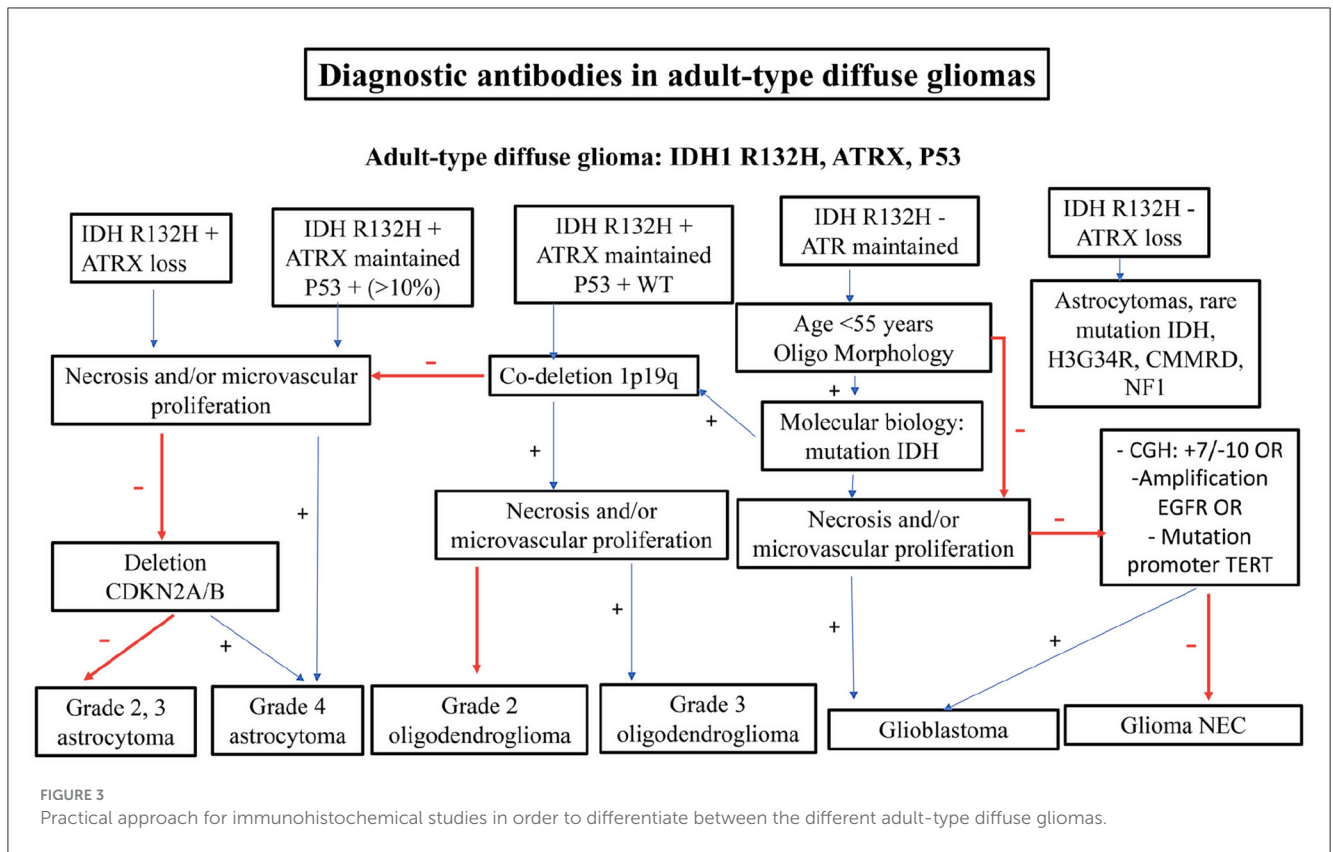 Diagnostic antibodies in adult-type diffuse gliomas
Adult-type diffuse glioma: IDH1 R132H, ATRX, P53
IDH R132H +
ATRX loss
IDH R132H +
ATRX maintained
P53 + (>10%)
IDH R132H +
ATRX maintained
P53 + WT
IDH R132H -
ATR maintained
IDH R132H -
ATRX loss
Age <55 years
Oligo Morphology
Astrocytomas, rare
mutation IDH,
H3G34R, CMMRD,
NF1
Necrosis and/or microvascular
proliferation
–
Co-deletion 1p19q
+
+
Molecular biology:
mutation IDH
–
- CGH: +7/-10 OR
-Amplification
EGFR OR
- Mutation
promoter TERT
–
+
+
Necrosis and/or
microvascular proliferation
Necrosis and/or
microvascular proliferation
–
Deletion
CDKN2A/B
–
+
–
+
+
+
–
Grade 2, 3
astrocytoma
Grade 4
astrocytoma
Grade 2
oligodendroglioma
Grade 3
oligodendroglioma
Glioblastoma
Glioma NEC
FIGURE 3
Practical approach for immunohistochemical studies in order to differentiate between the different adult-type diffuse gliomas.